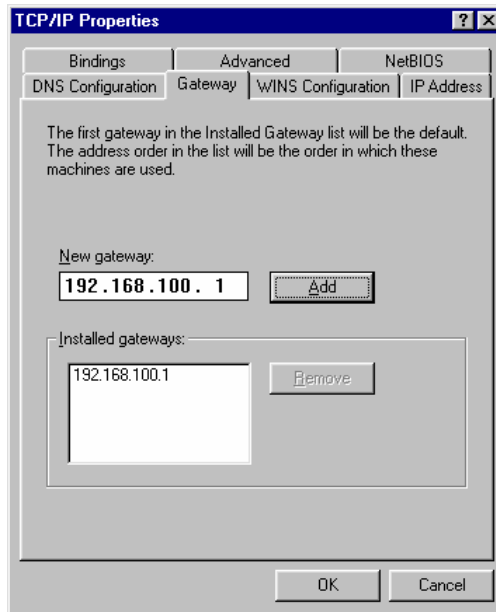 TCP/IP Properties
? X
Bindings Advanced NetBIOS
DNS Configuration Gateway WINS Configuration IP Address
The first gateway in the Installed Gateway list will be the default.
The address order in the list will be the order in which these
machines are used.
New gateway:
192.168.100. 1 Add
Installed gateways:
192.168.100.1 Remove
OK Cancel